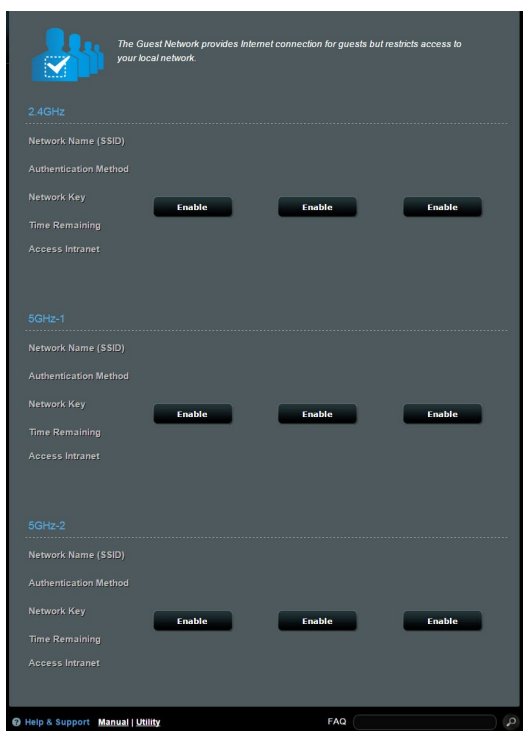 The Guest Network provides Internet connection for guests but restricts access to
your local network.
2.4GHz
Network Name (SSID)
Authentication Method
Network Key
Enable Enable Enable
Time Remaining
Access Intranet
5GHz-1
Network Name (SSID)
Authentication Method
Network Key
Enable Enable Enable
Time Remaining
Access Intranet
5GHz-2
Network Name (SSID)
Authentication Method
Network Key
Enable Enable Enable
Time Remaining
Access Intranet
? Help & Support Manual | Utility FAQ